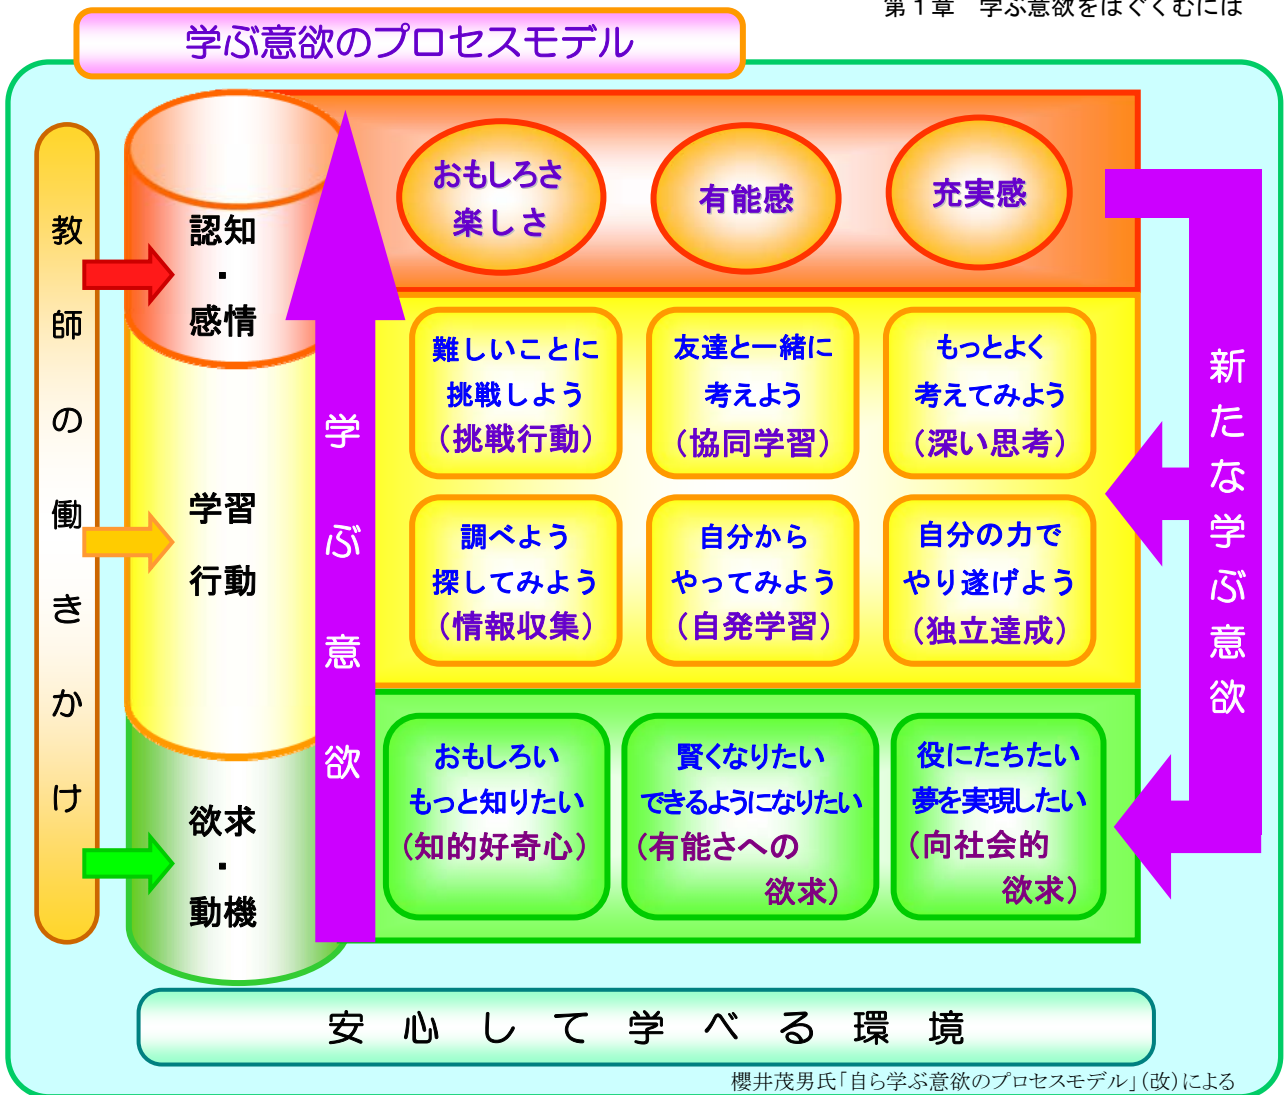 第１章　学ぶ意欲をはぐくむには
学ぶ意欲のプロセスモデル
教師の働きかけ
認知
・
感情
学習
行動
欲求
・
動機
学ぶ意欲
おもしろさ
楽しさ
有能感
充実感
難しいことに
挑戦しよう
（挑戦行動）
友達と一緒に
考えよう
（協同学習）
もっとよく
考えてみよう
（深い思考）
調べよう
探してみよう
（情報収集）
自分から
やってみよう
（自発学習）
自分の力で
やり遂げよう
（独立達成）
おもしろい
もっと知りたい
（知的好奇心）
賢くなりたい
できるようになりたい
（有能さへの
欲求）
役にたちたい
夢を実現したい
（向社会的
欲求）
新たな学ぶ意欲
安心して学べる環境
櫻井茂男氏「自ら学ぶ意欲のプロセスモデル」（改）による